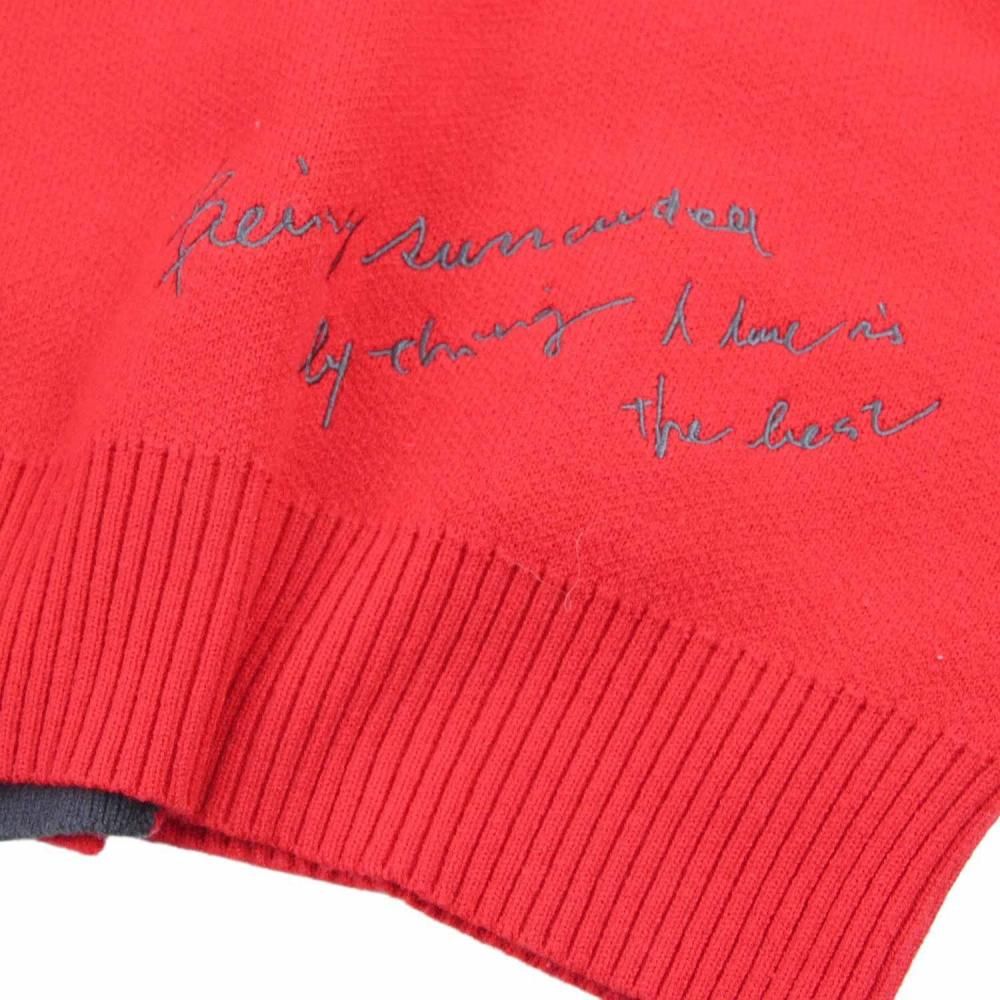 being surrounded
by things I love is
the best